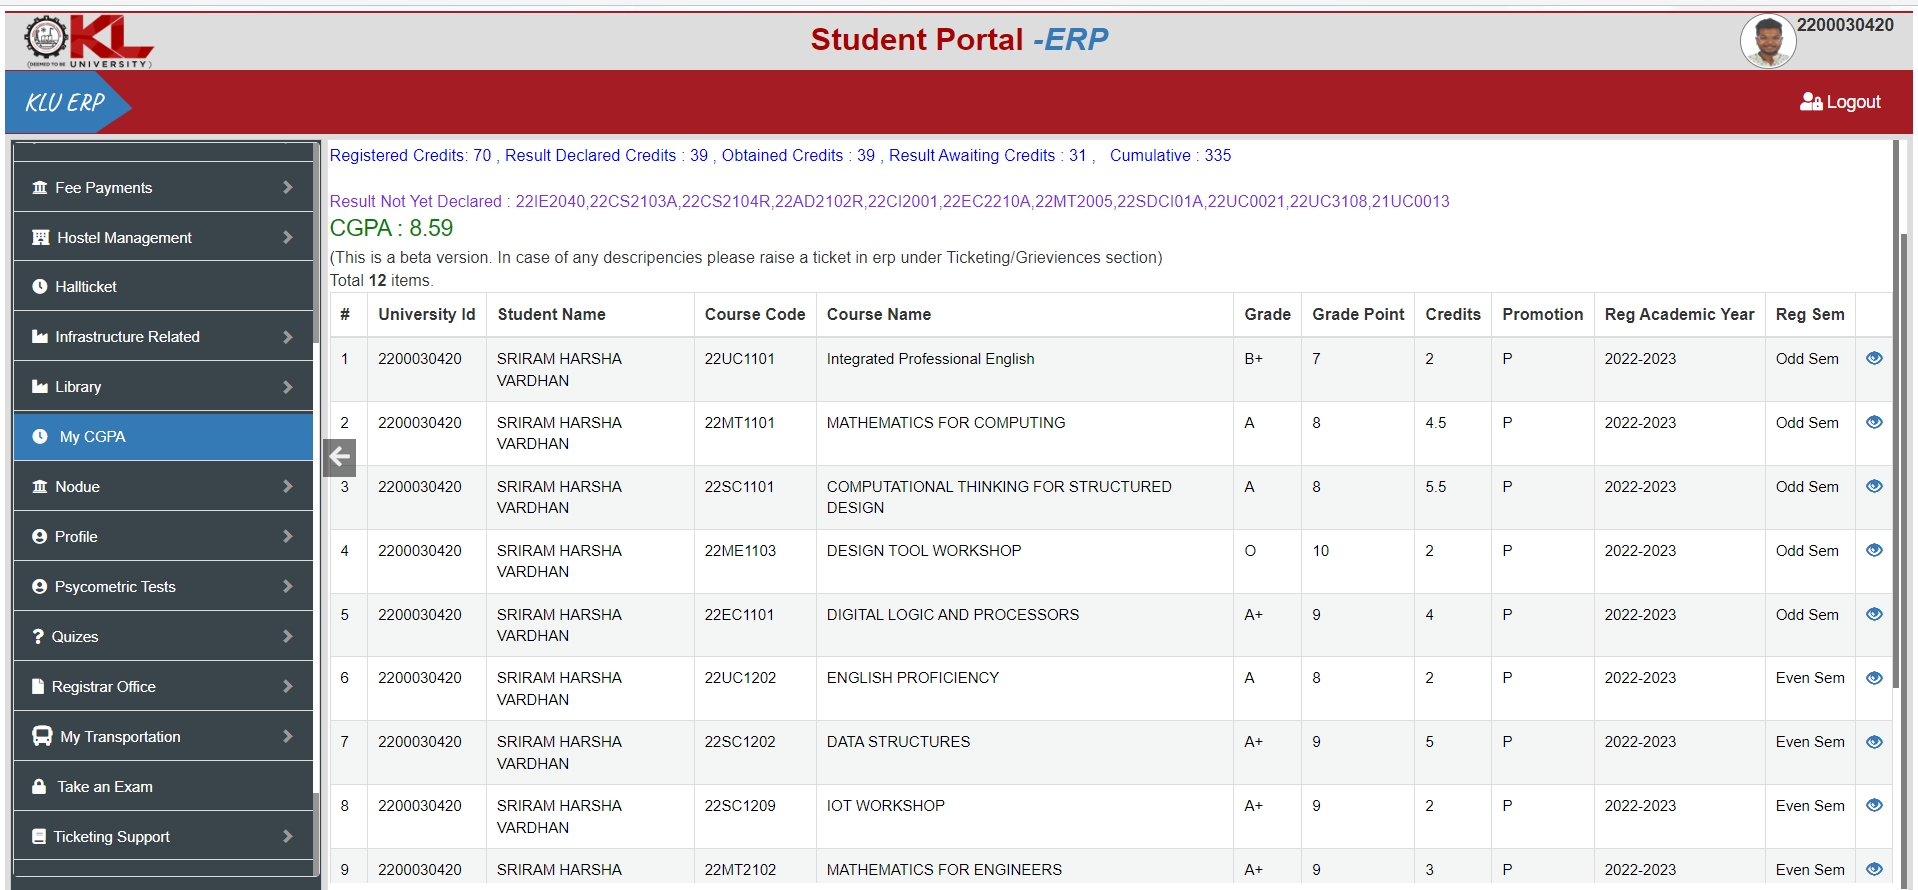 KL
(DEEMED TO BE UNIVERSITY)
Student Portal -ERP
2200030420
KLU ERP
Logout
Fee Payments
Hostel Management
Hallticket
Infrastructure Related
Library
My CGPA
Nodue
Profile
Psycometric Tests
Quizes
Registrar Office
My Transportation
Take an Exam
Ticketing Support
Registered Credits: 70 , Result Declared Credits : 39 , Obtained Credits : 39 , Result Awaiting Credits : 31 , Cumulative : 335
Result Not Yet Declared : 22IE2040,22CS2103A,22CS2104R,22AD2102R,22CI2001,22EC2210A,22MT2005,22SDCI01A,22UC0021,22UC3108,21UC0013
CGPA : 8.59
(This is a beta version. In case of any descripencies please raise a ticket in erp under Ticketing/Grieviences section)
Total 12 items.
# University Id Student Name Course Code Course Name Grade Grade Point Credits Promotion Reg Academic Year Reg Sem
1 2200030420 SRIRAM HARSHA 22UC1101 Integrated Professional English B+ 7 2 P 2022-2023 Odd Sem
VARDHAN
2 2200030420 SRIRAM HARSHA 22MT1101 MATHEMATICS FOR COMPUTING A 8 4.5 P 2022-2023 Odd Sem
VARDHAN
3 2200030420 SRIRAM HARSHA 22SC1101 COMPUTATIONAL THINKING FOR STRUCTURED A 8 5.5 P 2022-2023 Odd Sem
VARDHAN DESIGN
4 2200030420 SRIRAM HARSHA 22ME1103 DESIGN TOOL WORKSHOP O 10 2 P 2022-2023 Odd Sem
VARDHAN
5 2200030420 SRIRAM HARSHA 22EC1101 DIGITAL LOGIC AND PROCESSORS A+ 9 4 P 2022-2023 Odd Sem
VARDHAN
6 2200030420 SRIRAM HARSHA 22UC1202 ENGLISH PROFICIENCY A 8 2 P 2022-2023 Even Sem
VARDHAN
7 2200030420 SRIRAM HARSHA 22SC1202 DATA STRUCTURES A+ 9 5 P 2022-2023 Even Sem
VARDHAN
8 2200030420 SRIRAM HARSHA 22SC1209 IOT WORKSHOP A+ 9 2 P 2022-2023 Even Sem
VARDHAN
9 2200030420 SRIRAM HARSHA 22MT2102 MATHEMATICS FOR ENGINEERS A+ 9 3 P 2022-2023 Even Sem